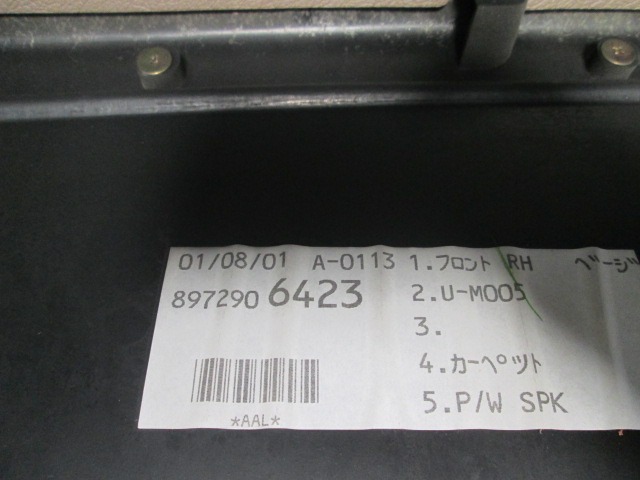 01/08/01 A-0113 1.フロント RH ベージ
897290 6423 2.U-M005
3.
4.カーペット
*AAL* 5.P/W SPK